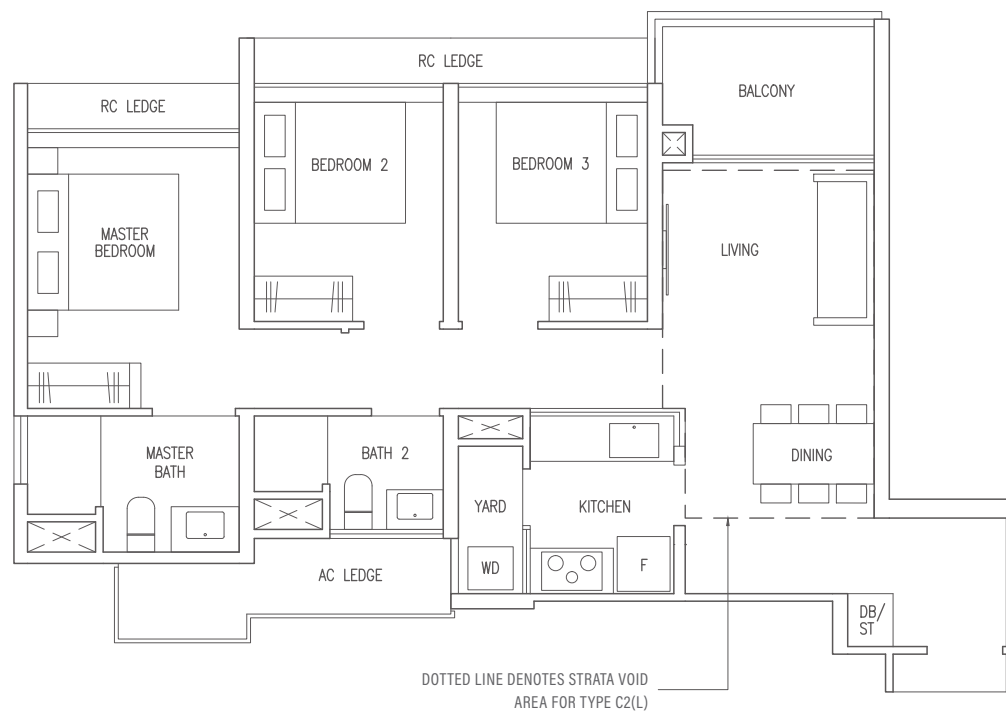 RC LEDGE
RC LEDGE
BALCONY
BEDROOM 2
BEDROOM 3
MASTER
BEDROOM
LIVING
MASTER
BATH
BATH 2
DINING
YARD
KITCHEN
WD
F
AC LEDGE
DB/
ST
DOTTED LINE DENOTES STRATA VOID
AREA FOR TYPE C2(L)